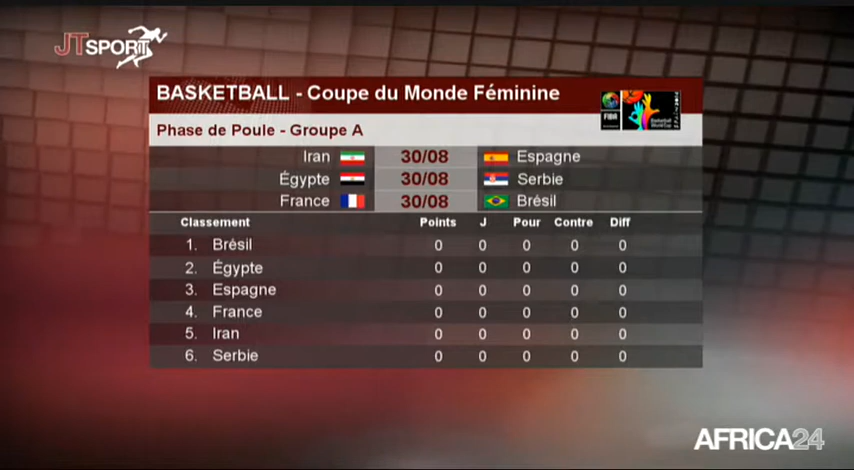 JTSPORT
BASKETBALL - Coupe du Monde Féminine
FIBA
Phase de Poule - Groupe A
Iran 30/08 Espagne
Égypte 30/08 Serbie
France 30/08 Brésil
Classement Points J Pour Contre Diff
1. Brésil 0 0 0 0 0
2. Égypte 0 0 0 0 0
3. Espagne 0 0 0 0 0
4. France 0 0 0 0 0
5. Iran 0 0 0 0 0
6. Serbie 0 0 0 0 0
AFRICA24